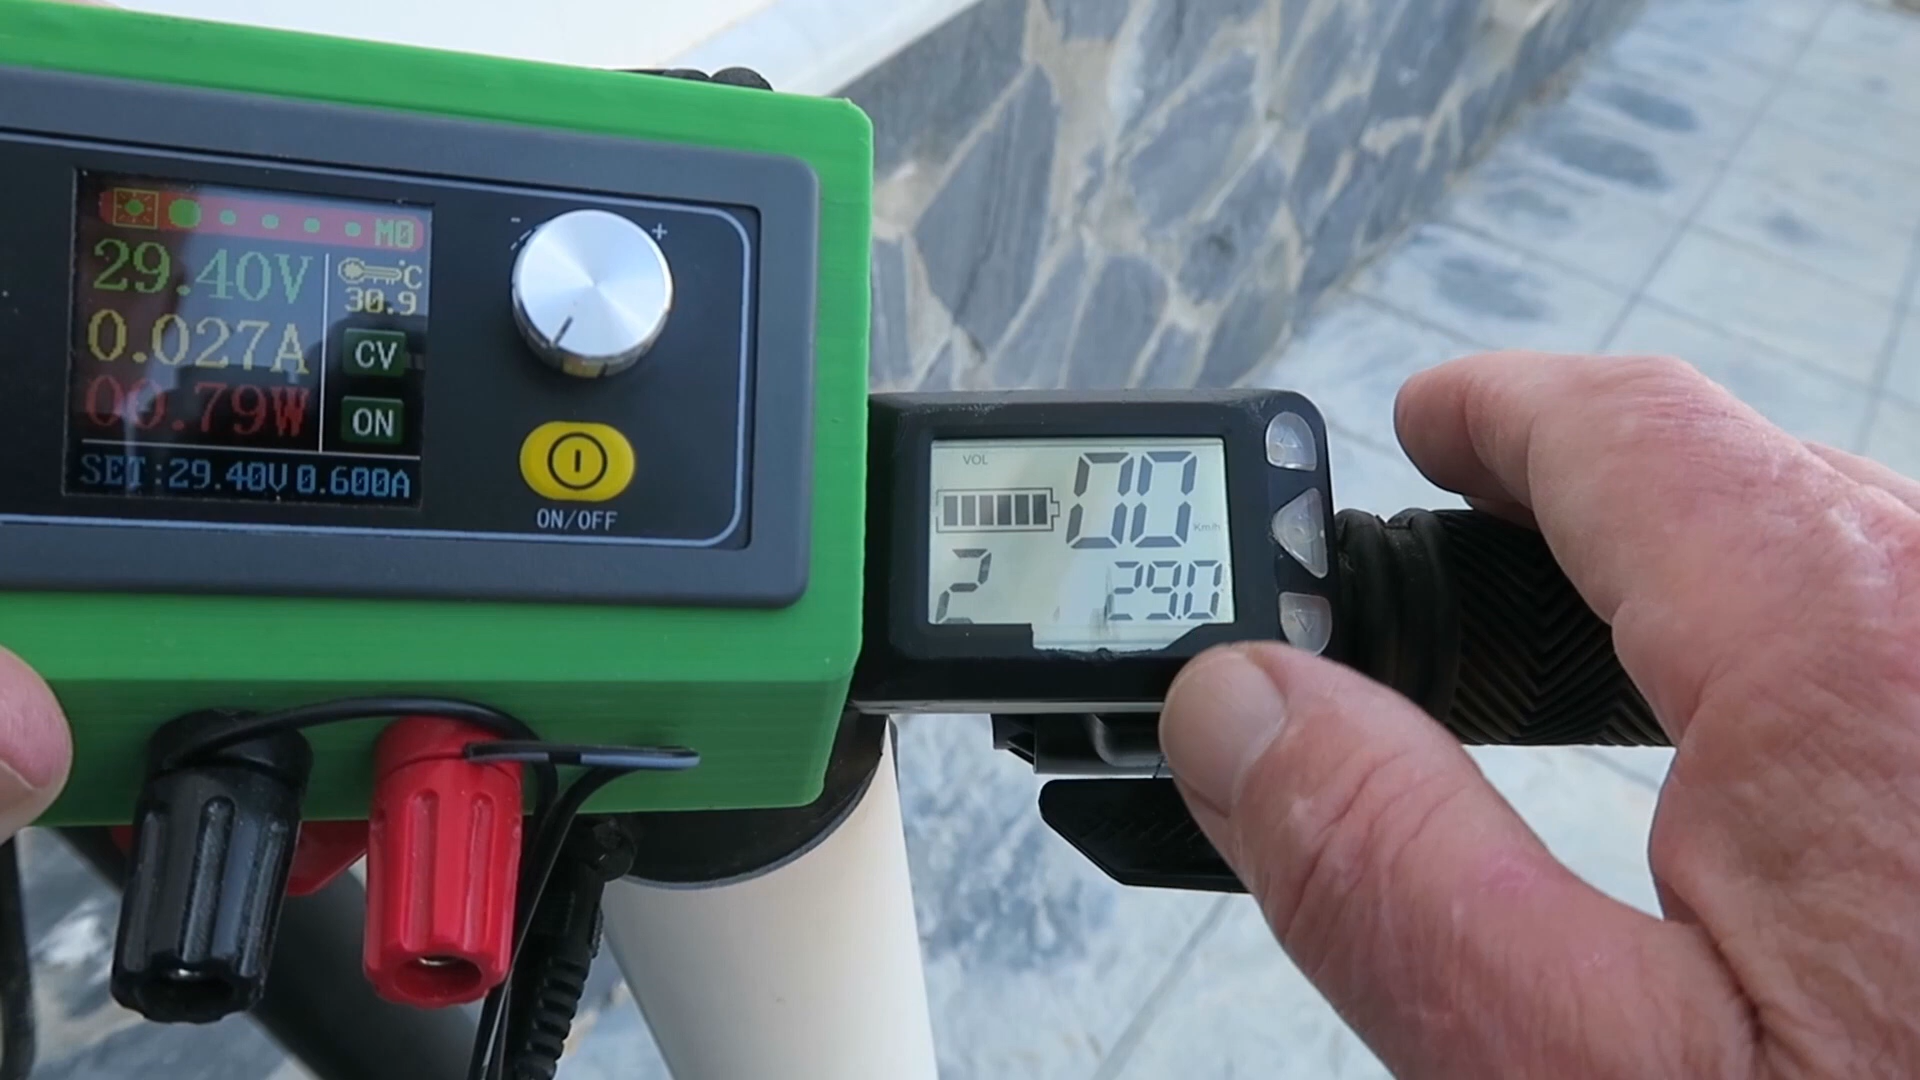 M0
29.40V
°C
30.9
0.027A
CV
00.79W
ON
SET:29.40V 0.600A
- +
ON/OFF
VOL
00
Km/h
2
29.0